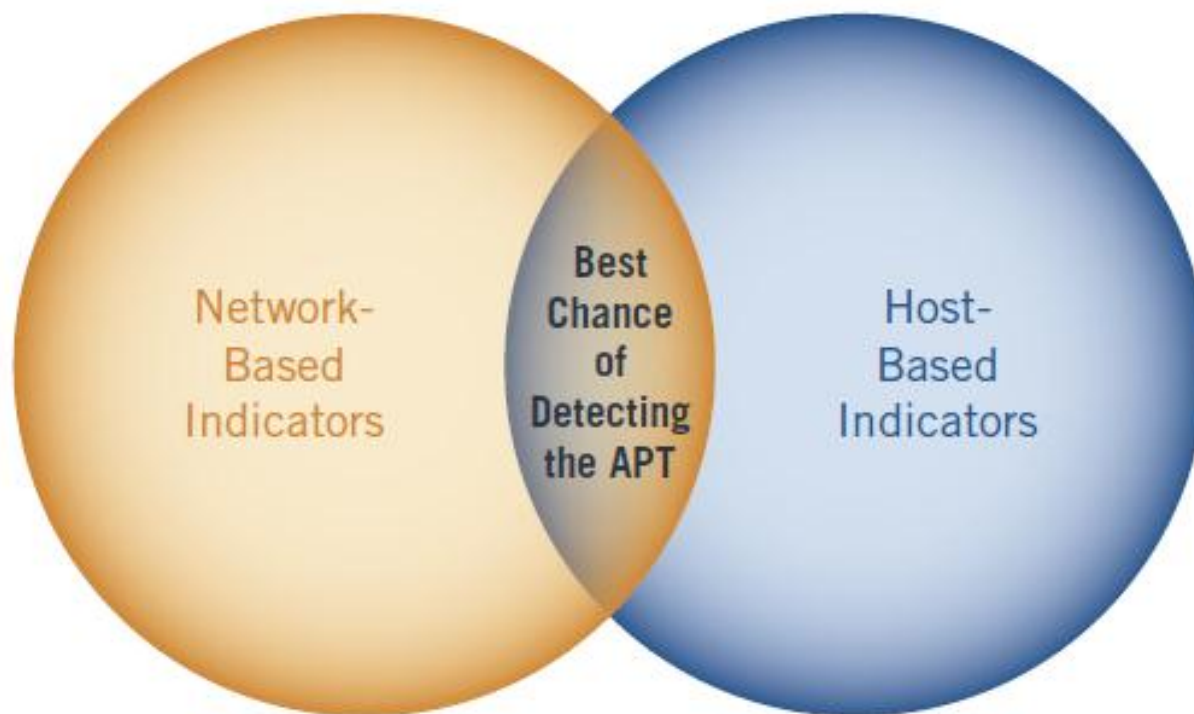 Network-
Based
Indicators
Best
Chance
of
Detecting
the APT
Host-
Based
Indicators